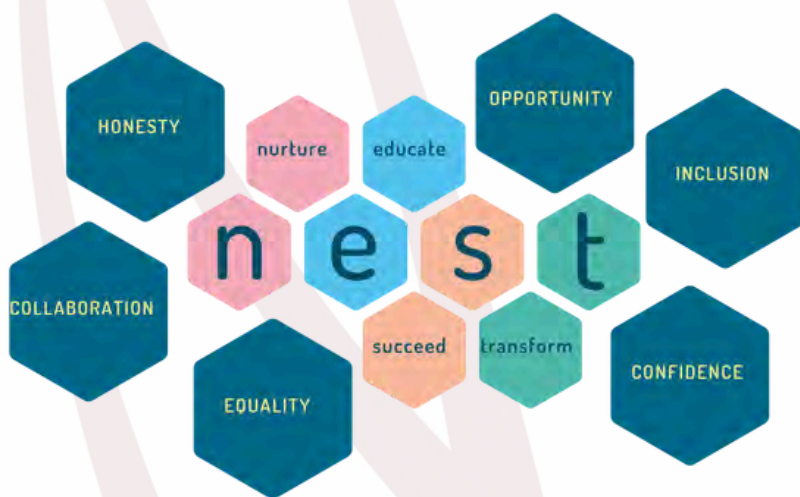 OPPORTUNITY
HONESTY
nurture
educate
INCLUSION
n e s t
COLLABORATION
succeed
transform
CONFIDENCE
EQUALITY